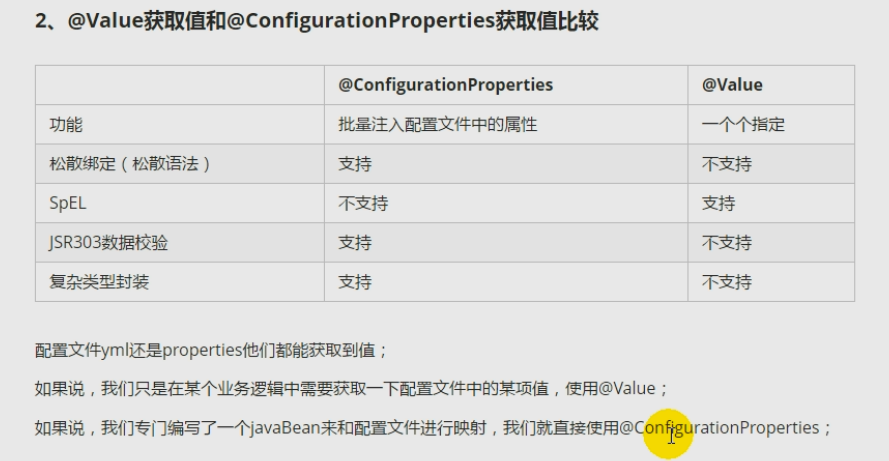 2、@Value获取值和@ConfigurationProperties获取值比较
@ConfigurationProperties @Value
功能 批量注入配置文件中的属性 一个个指定
松散绑定（松散语法） 支持 不支持
SpEL 不支持 支持
JSR303数据校验 支持 不支持
复杂类型封装 支持 不支持
配置文件yml还是properties他们都能获取到值；
如果说，我们只是在某个业务逻辑中需要获取一下配置文件中的某项值，使用@Value；
如果说，我们专门编写了一个javaBean来和配置文件进行映射，我们就直接使用@ConfigurationProperties；